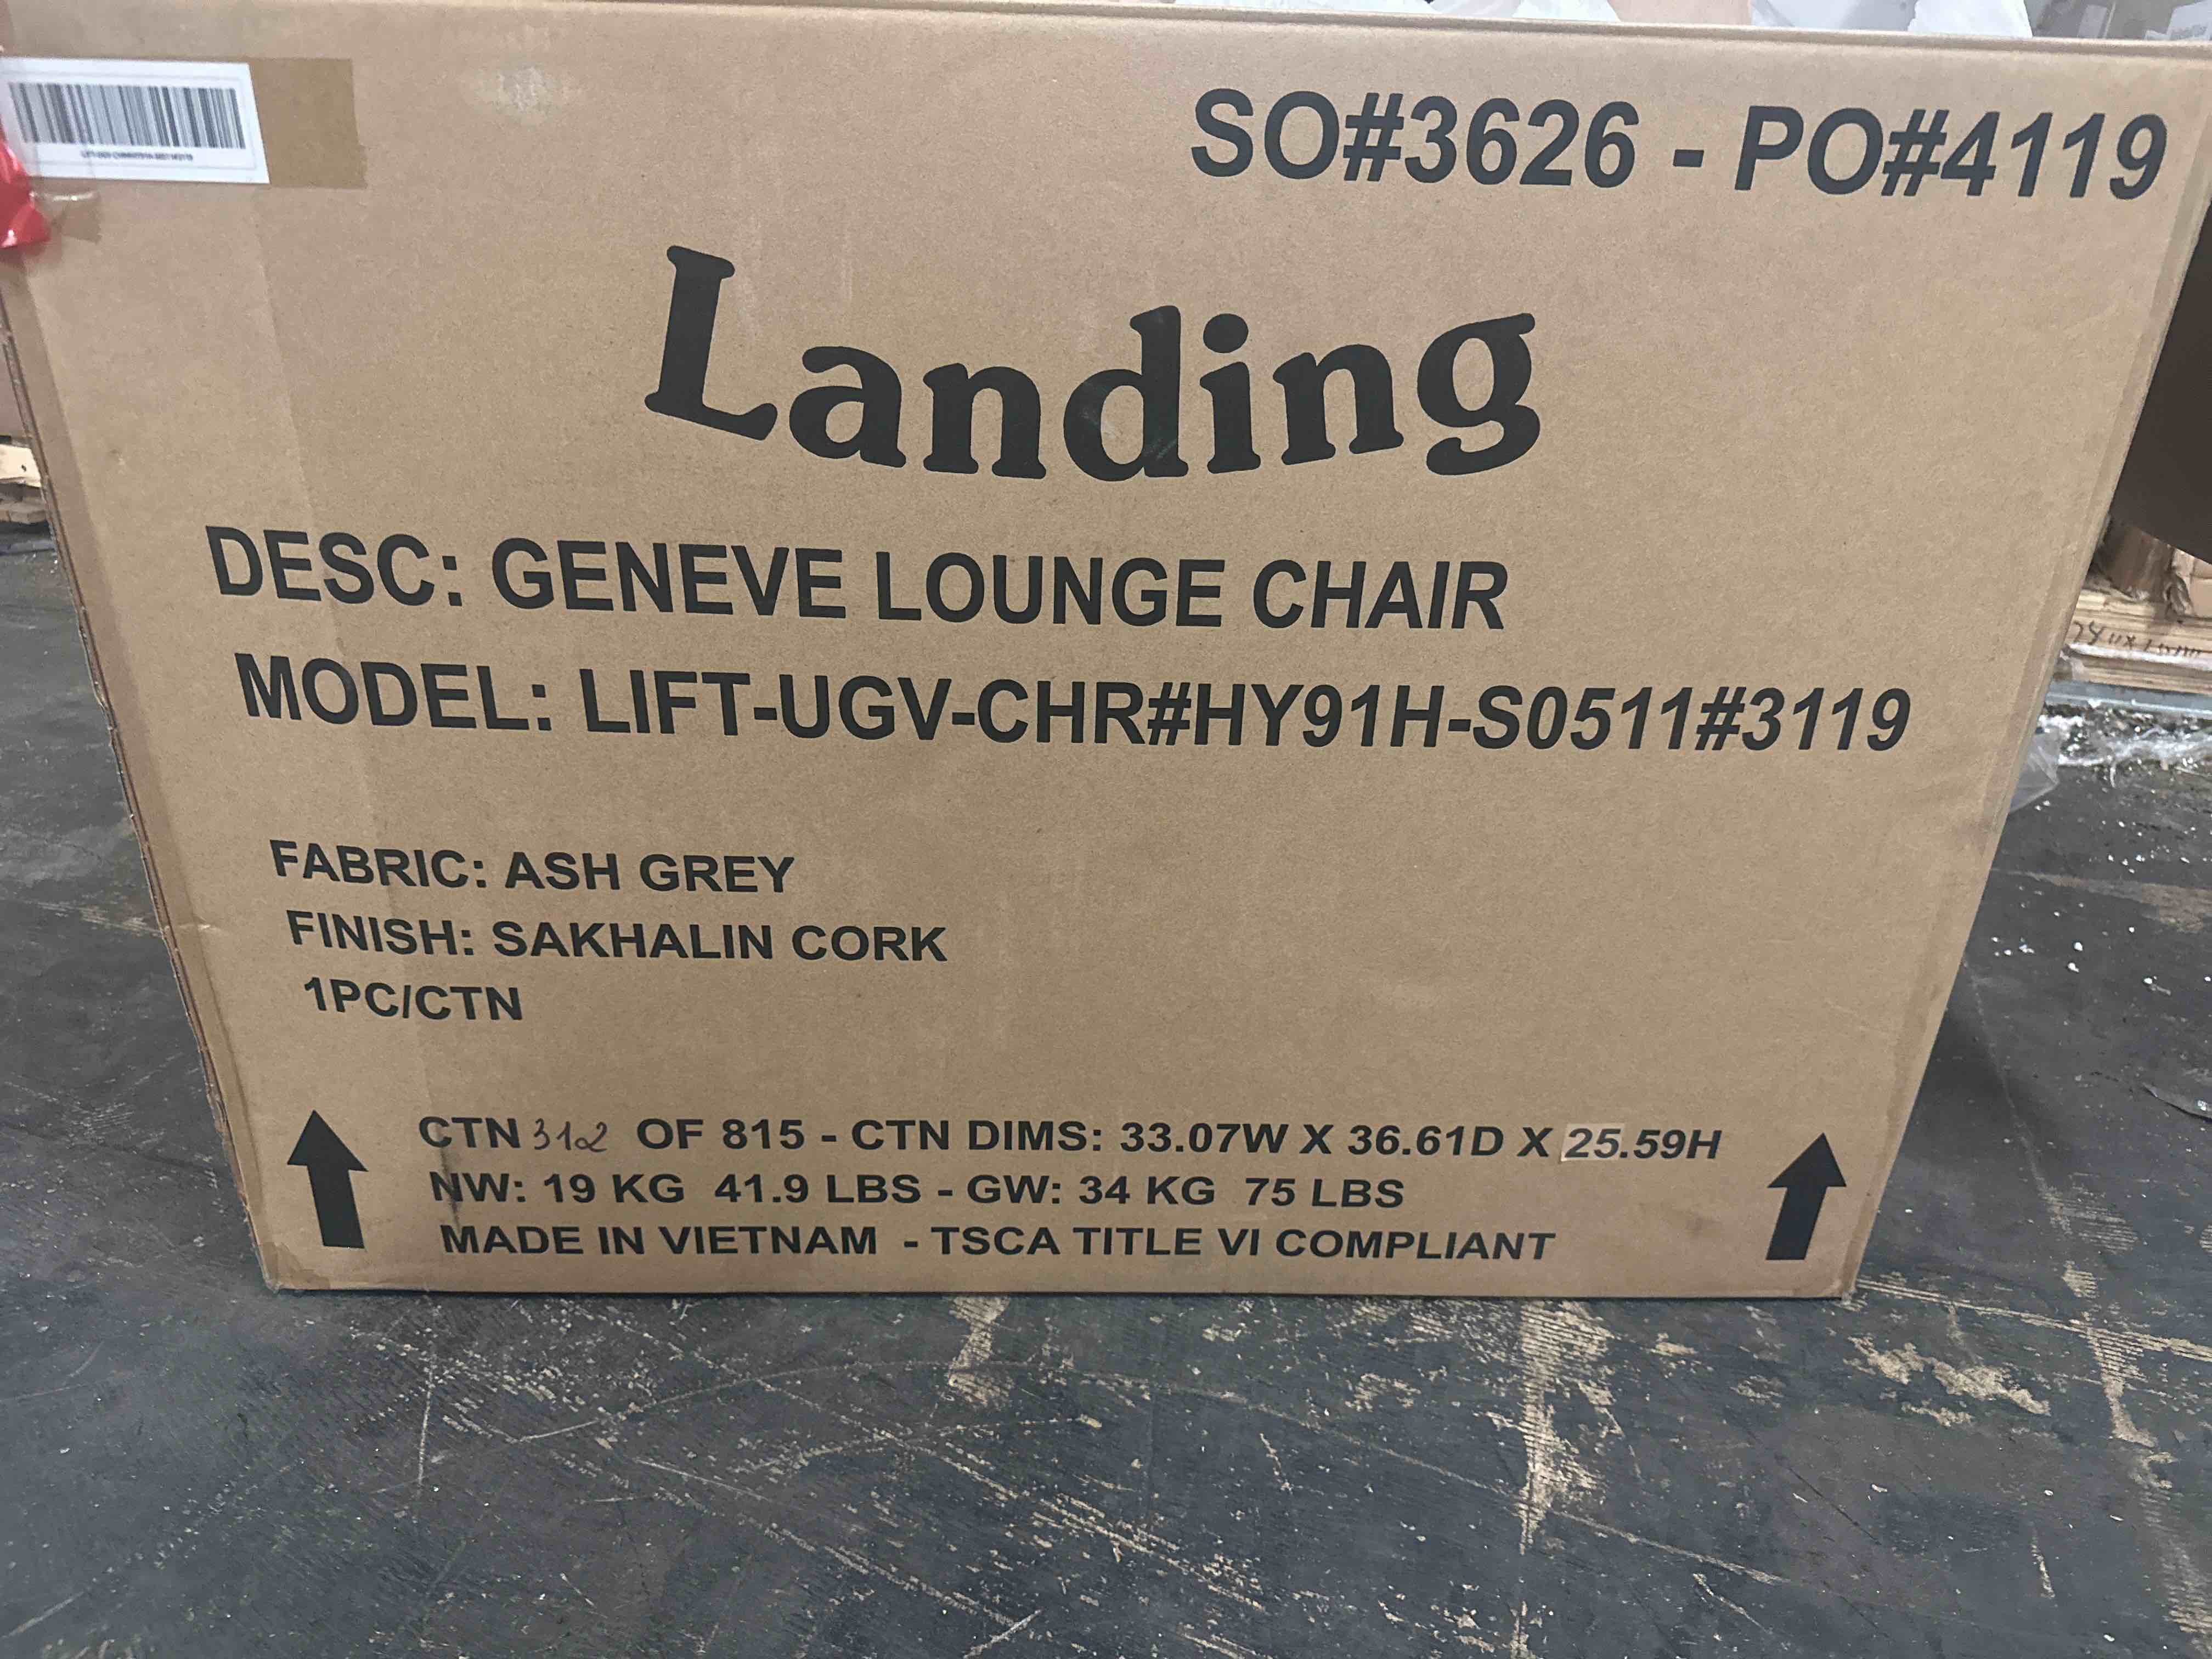 SO#3626 - PO#4119
Landing
DESC: GENEVE LOUNGE CHAIR
MODEL: LIFT-UGV-CHR#HY91H-S0511#3119
FABRIC: ASH GREY
FINISH: SAKHALIN CORK
1PC/CTN
CTN 312 OF 815 - CTN DIMS: 33.07W X 36.61D X 25.59H
NW: 19 KG 41.9 LBS - GW: 34 KG 75 LBS
MADE IN VIETNAM - TSCA TITLE VI COMPLIANT